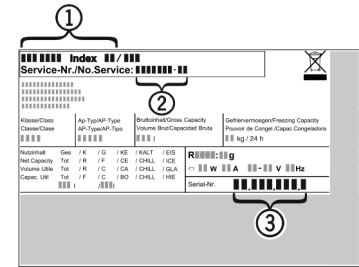 1
Index /
Service-Nr./No.Service: -
2
Klasse/Class Ap-Typ/AP-Type Bruttoinhalt/Gross Capacity Gefriervermoegen/Freezing Capacity
Classe/Clase AP-Type/AP-Tipo Volume Brut/Capacidad Bruta Pouvoir de Congel./Capac.Congeladora
l kg / 24 h
Nutzinhalt Ges / K / G / KE / KALT / EIS
Net.Capacity Tot / R / F / CE / CHILL / ICE
Volume Utile Tot / R / C / CA / CHILL / GLA
Capac. Util Tot / F / C / BO / CHILL / HIE
l / l
R : g
W A - V Hz
Serial-Nr. . . .
3